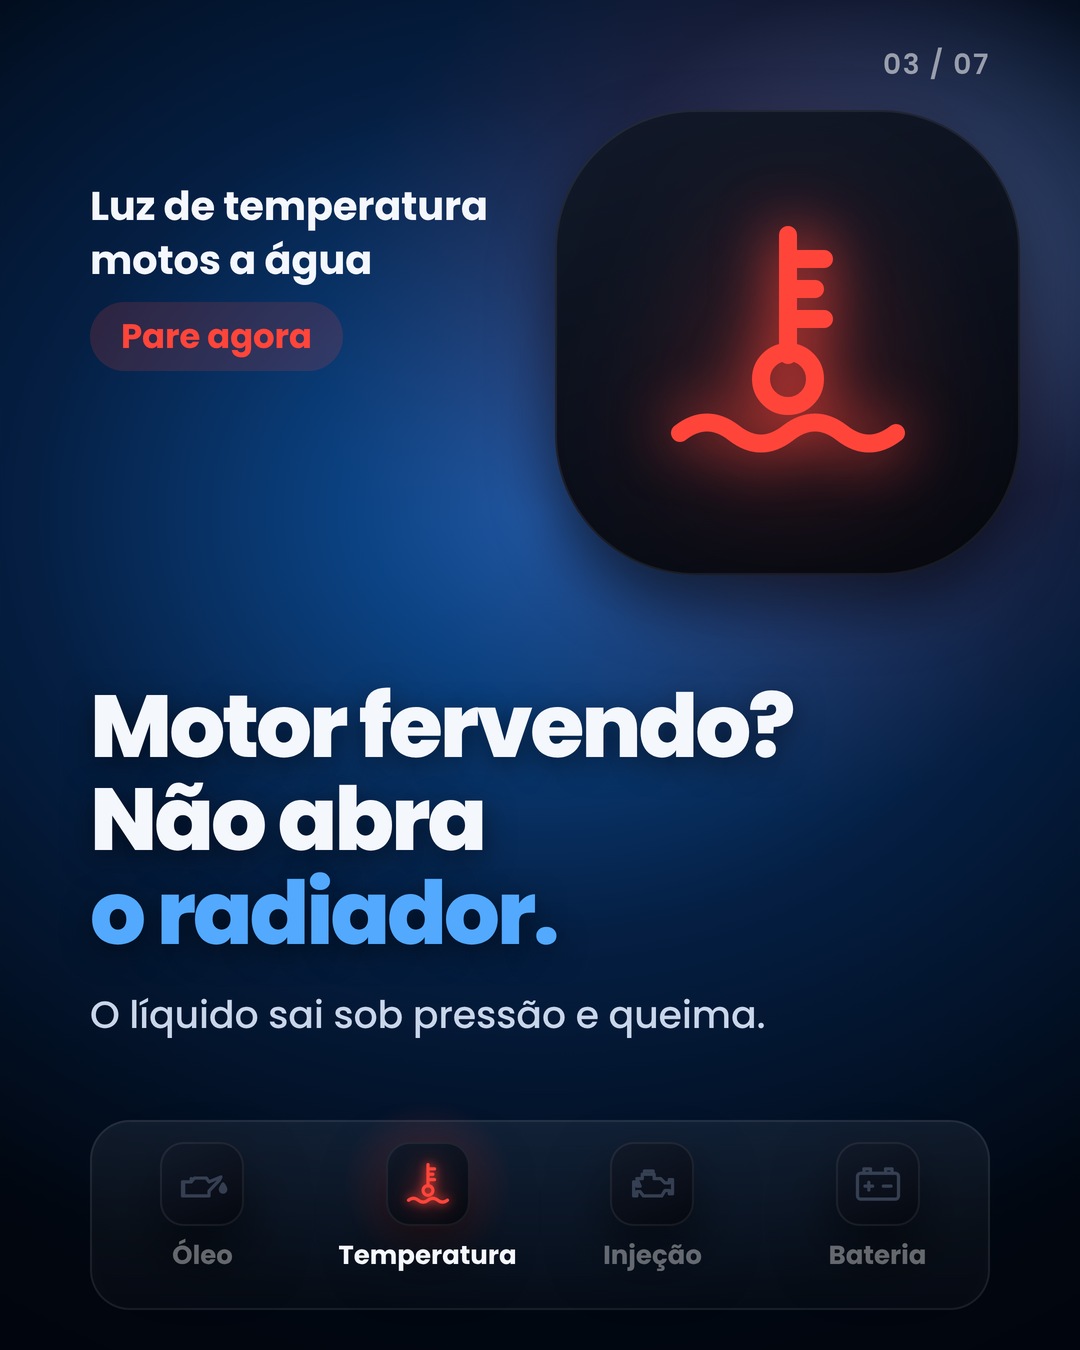 03 / 07
Luz de temperatura
motos a água
Pare agora
Motor fervendo?
Não abra
o radiador.
O líquido sai sob pressão e queima.
Óleo
Temperatura
Injeção
Bateria